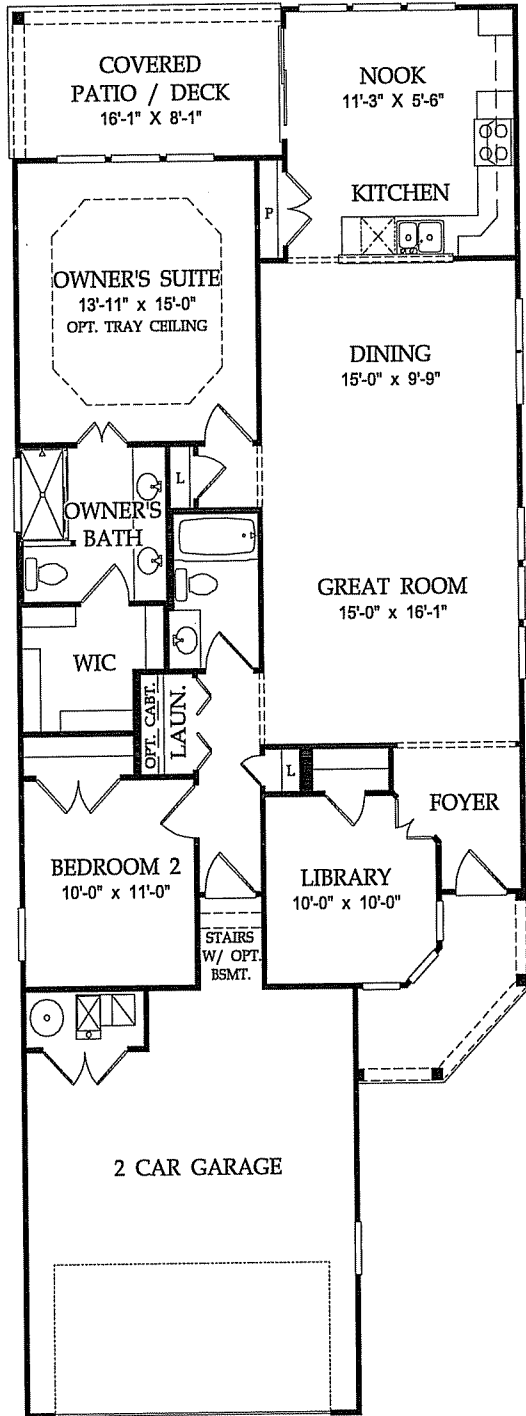 COVERED
PATIO / DECK
16'-1" X 8'-1"
NOOK
11'-3" X 5'-6"
KITCHEN
P
OWNER'S SUITE
13'-11" x 15'-0"
OPT. TRAY CEILING
DINING
15'-0" x 9'-9"
L
OWNER'S
BATH
GREAT ROOM
15'-0" x 16'-1"
WIC
OPT. CABT.
LAUN.
L
FOYER
BEDROOM 2
10'-0" x 11'-0"
LIBRARY
10'-0" x 10'-0"
STAIRS
W/ OPT.
BSMT.
2 CAR GARAGE